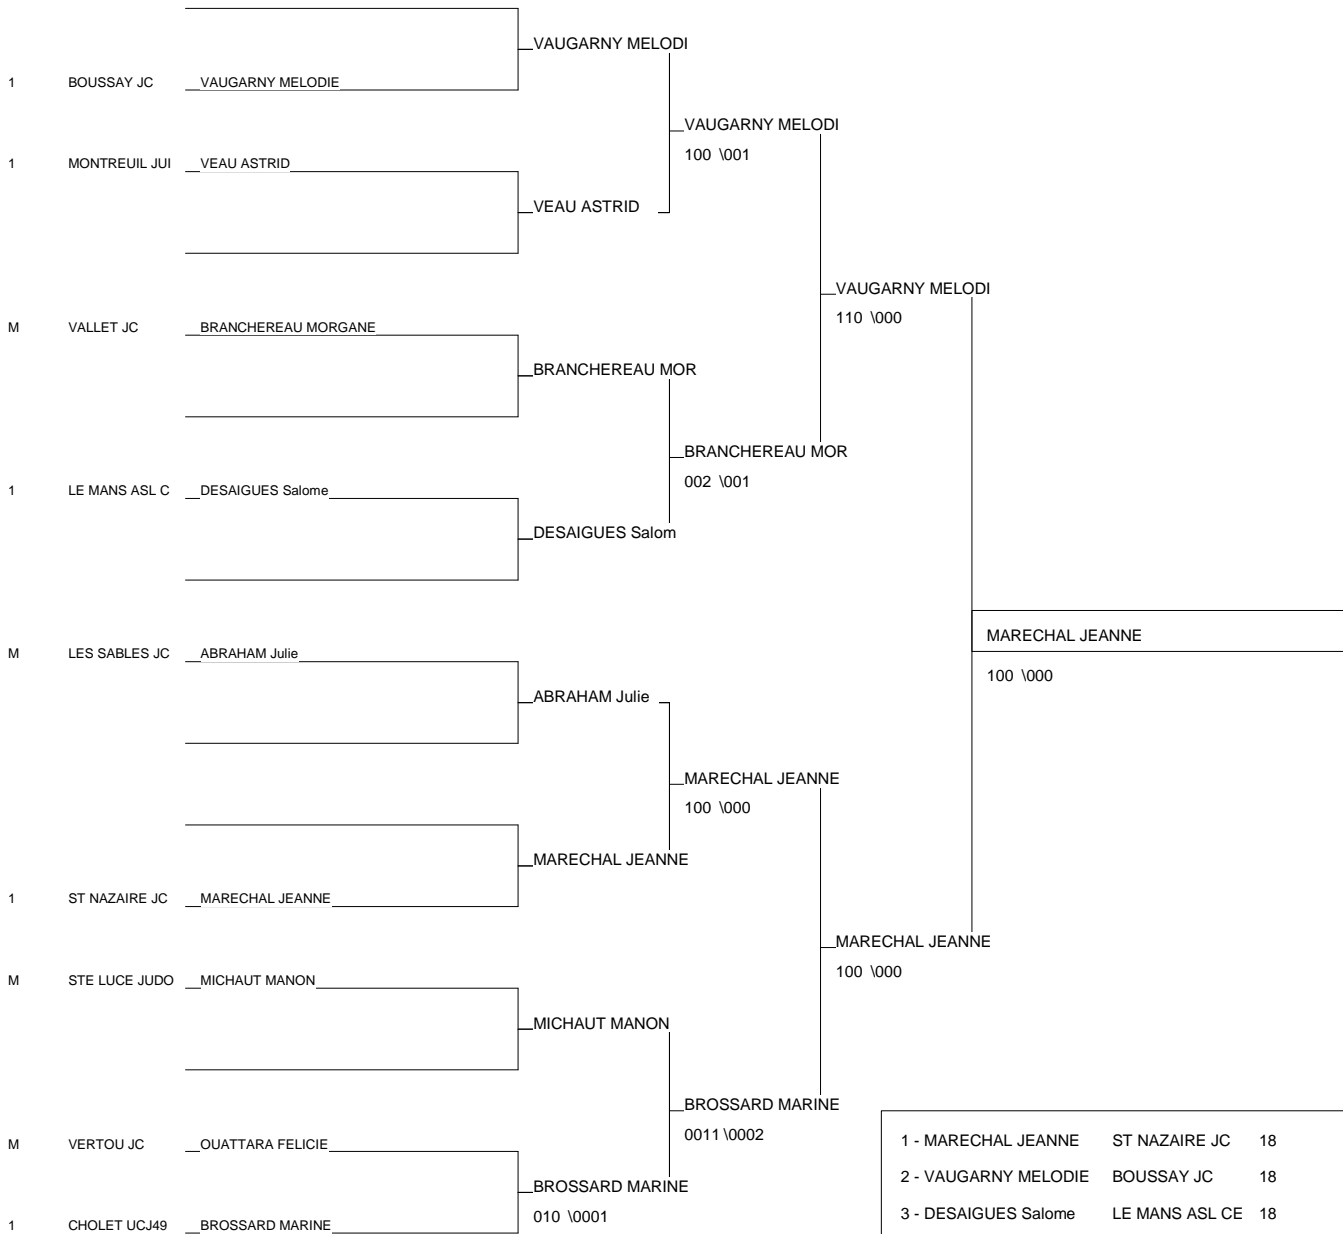 VAUGARNY MELODI
1 BOUSSAY JC VAUGARNY MELODIE
VAUGARNY MELODI
100 \001
1 MONTREUIL JUI VEAU ASTRID
VEAU ASTRID
VAUGARNY MELODI
110 \000
M VALLET JC BRANCHEREAU MORGANE
BRANCHEREAU MOR
BRANCHEREAU MOR
002 \001
1 LE MANS ASL C DESAIGUES Salome
DESAIGUES Salom
MARECHAL JEANNE
100 \000
M LES SABLES JC ABRAHAM Julie
ABRAHAM Julie
MARECHAL JEANNE
100 \000
MARECHAL JEANNE
1 ST NAZAIRE JC MARECHAL JEANNE
MARECHAL JEANNE
100 \000
M STE LUCE JUDO MICHAUT MANON
MICHAUT MANON
BROSSARD MARINE
0011 \0002
M VERTOU JC OUATTARA FELICIE
BROSSARD MARINE
010 \0001
1 CHOLET UCJ49 BROSSARD MARINE
1 - MARECHAL JEANNE ST NAZAIRE JC 18
2 - VAUGARNY MELODIE BOUSSAY JC 18
3 - DESAIGUES Salome LE MANS ASL CE 18